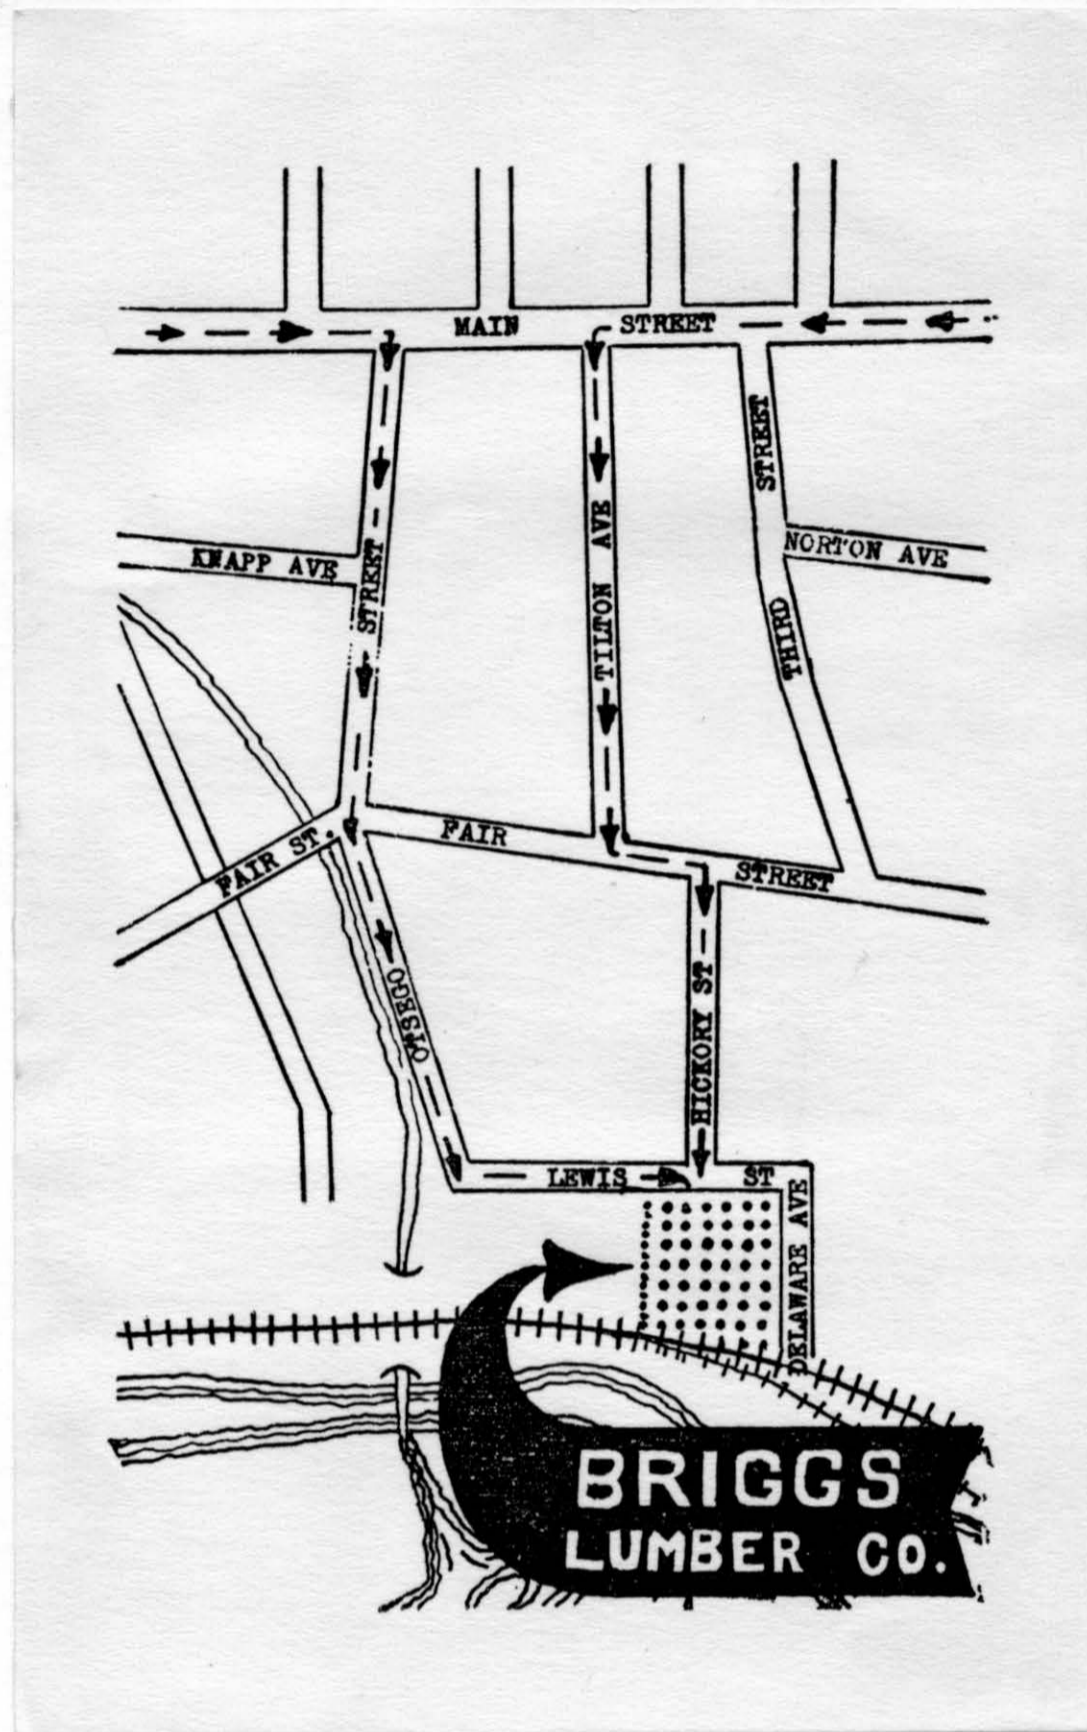 MAIN STREET
STREET
KNAPP AVE
STREET
TILTON AVE
NORTON AVE
THIRD
FAIR ST.
FAIR STREET
OTSEGO
HICKORY ST
LEWIS ST
DELAWARE AVE
BRIGGS
LUMBER CO.